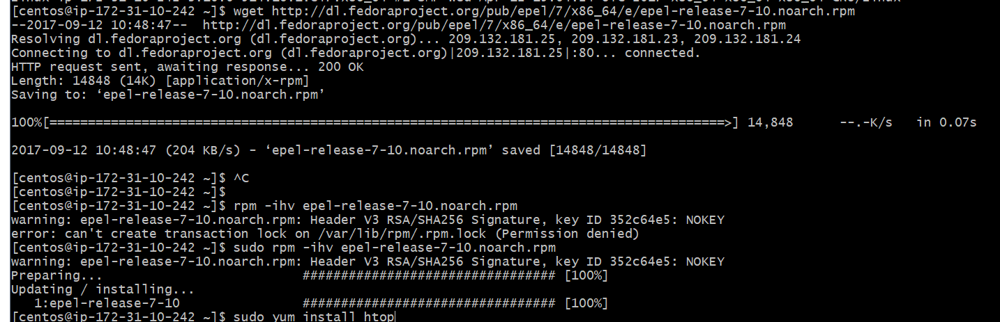 [centos@ip-172-31-10-242 ~]$ wget http://dl.fedoraproject.org/pub/epel/7/x86_64/e/epel-release-7-10.noarch.rpm
--2017-09-12 10:48:47--  http://dl.fedoraproject.org/pub/epel/7/x86_64/e/epel-release-7-10.noarch.rpm
Resolving dl.fedoraproject.org (dl.fedoraproject.org)... 209.132.181.25, 209.132.181.23, 209.132.181.24
Connecting to dl.fedoraproject.org (dl.fedoraproject.org)|209.132.181.25|:80... connected.
HTTP request sent, awaiting response... 200 OK
Length: 14848 (14K) [application/x-rpm]
Saving to: ‘epel-release-7-10.noarch.rpm’
100%[========================================================================================>] 14,848      --.-K/s   in 0.07s
2017-09-12 10:48:47 (204 KB/s) - ‘epel-release-7-10.noarch.rpm’ saved [14848/14848]
[centos@ip-172-31-10-242 ~]$ ^C
[centos@ip-172-31-10-242 ~]$
[centos@ip-172-31-10-242 ~]$ rpm -ihv epel-release-7-10.noarch.rpm
warning: epel-release-7-10.noarch.rpm: Header V3 RSA/SHA256 Signature, key ID 352c64e5: NOKEY
error: can't create transaction lock on /var/lib/rpm/.rpm.lock (Permission denied)
[centos@ip-172-31-10-242 ~]$ sudo rpm -ihv epel-release-7-10.noarch.rpm
warning: epel-release-7-10.noarch.rpm: Header V3 RSA/SHA256 Signature, key ID 352c64e5: NOKEY
Preparing...                          ################################# [100%]
Updating / installing...
   1:epel-release-7-10                ################################# [100%]
[centos@ip-172-31-10-242 ~]$ sudo yum install htop